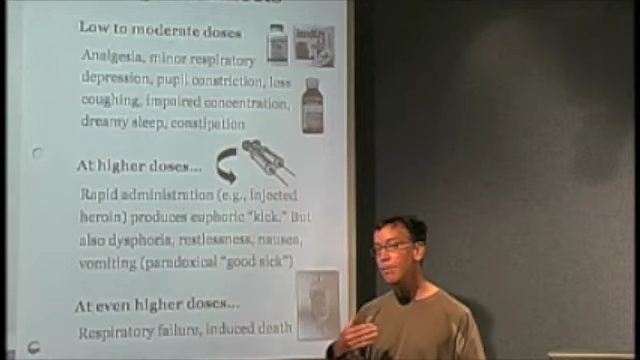 Low to moderate doses
Analgesia, minor respiratory
depression, pupil constriction, less
coughing, impaired concentration,
dreamy sleep, constipation
At higher doses...
Rapid administration (e.g., injected
heroin) produces euphoric "kick." But
also dysphoria, restlessness, nausea,
vomiting (paradoxical "good sick")
At even higher doses...
Respiratory failure, induced death